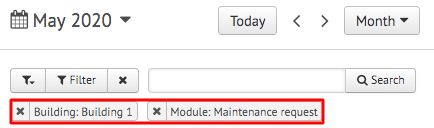 May 2020 Today Month
Filter Search
Building: Building 1 Module: Maintenance request